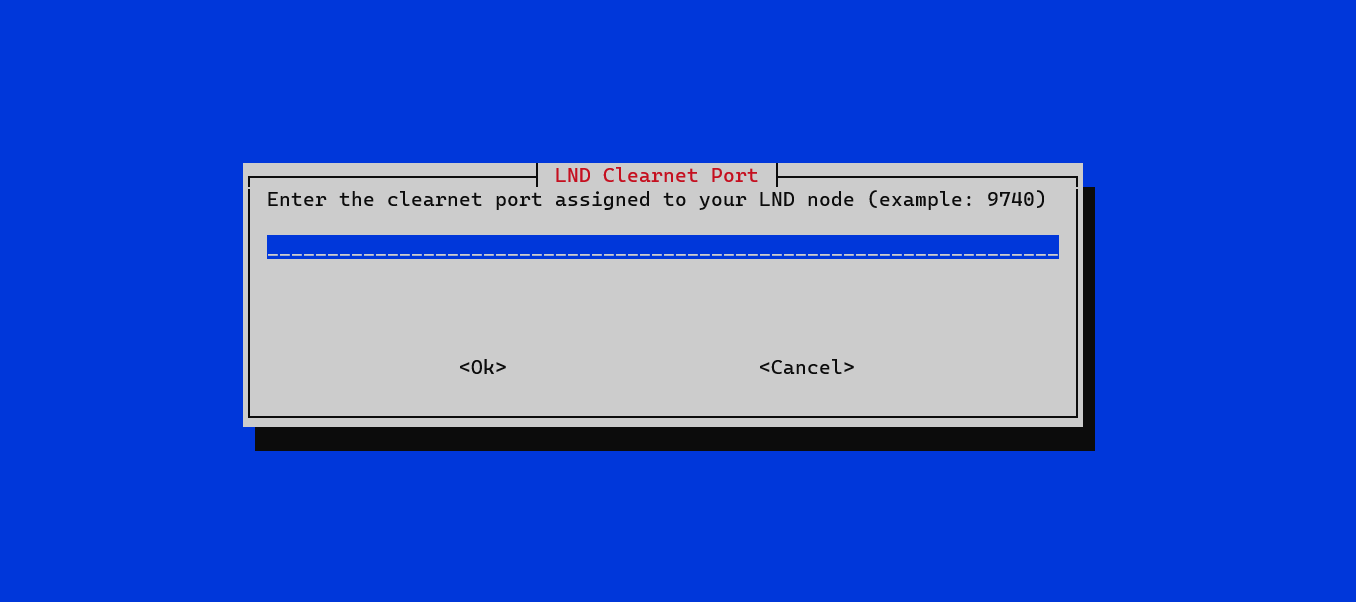 LND Clearnet Port
Enter the clearnet port assigned to your LND node (example: 9740)
<Ok> <Cancel>